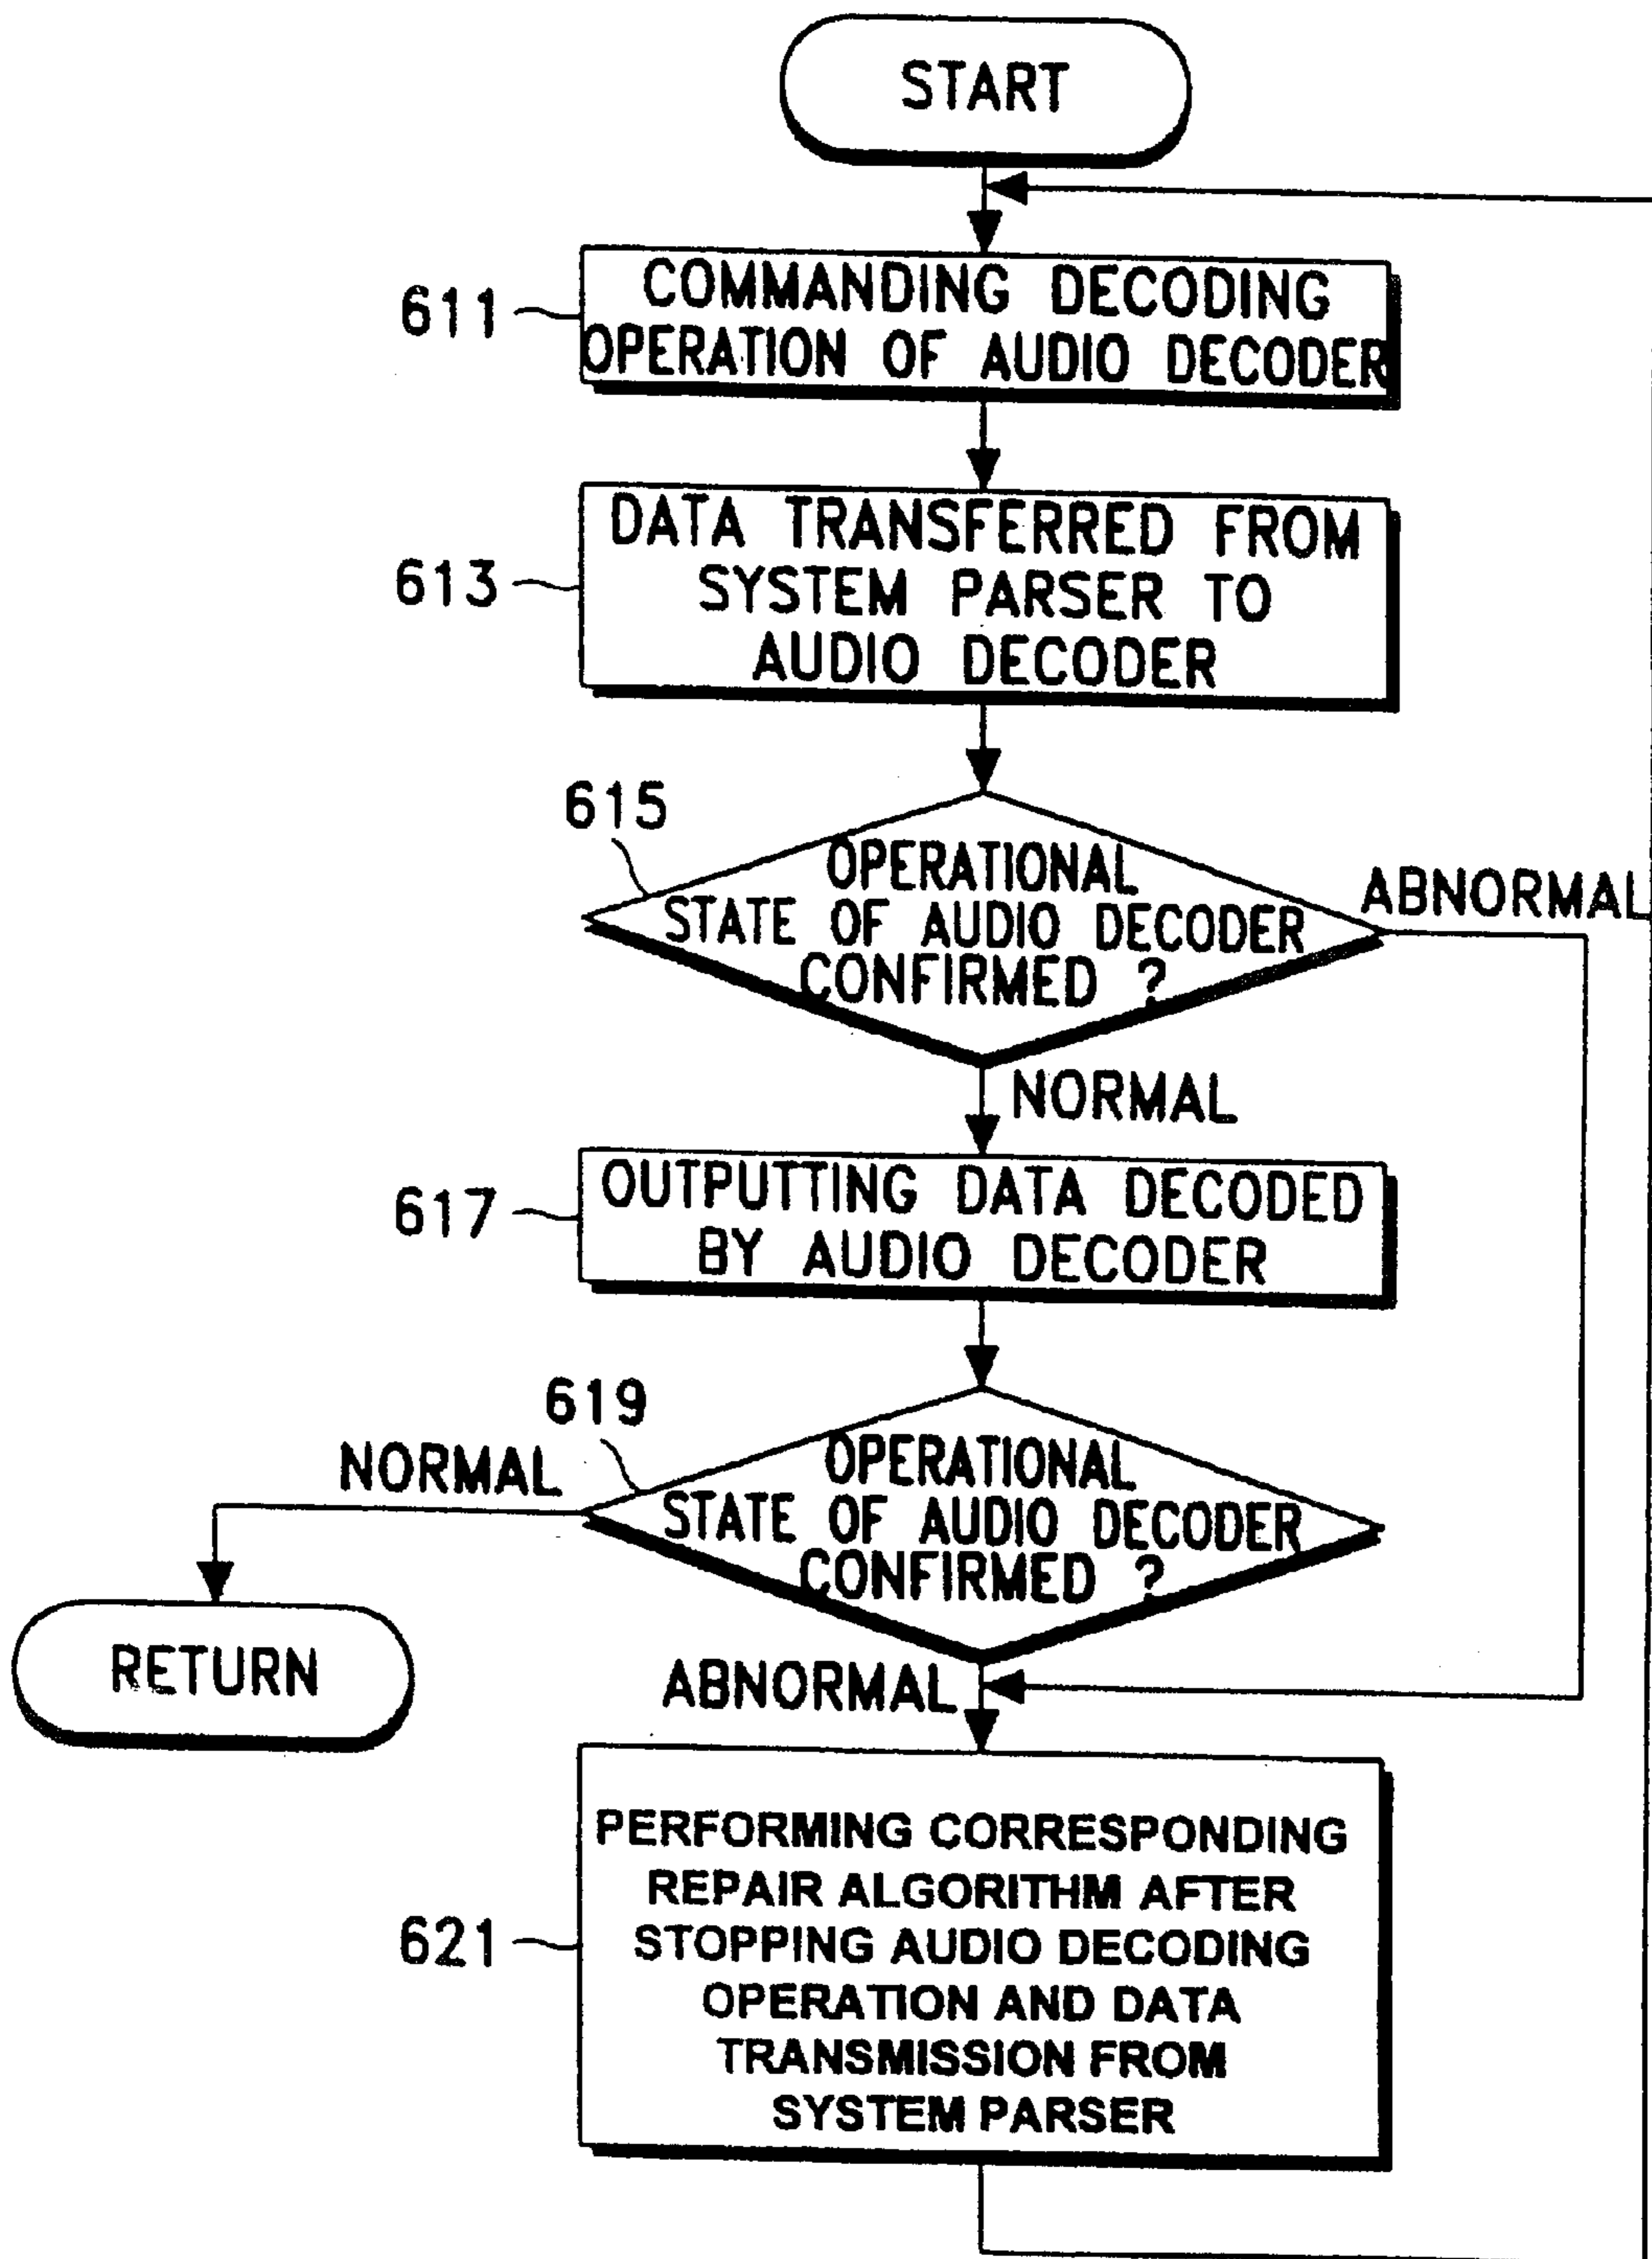 START
611
COMMANDING DECODING
OPERATION OF AUDIO DECODER
613
DATA TRANSFERRED FROM
SYSTEM PARSER TO
AUDIO DECODER
615
OPERATIONAL
STATE OF AUDIO DECODER
CONFIRMED ?
ABNORMAL
NORMAL
617
OUTPUTTING DATA DECODED
BY AUDIO DECODER
619
OPERATIONAL
STATE OF AUDIO DECODER
CONFIRMED ?
NORMAL
RETURN
ABNORMAL
621
PERFORMING CORRESPONDING
REPAIR ALGORITHM AFTER
STOPPING AUDIO DECODING
OPERATION AND DATA
TRANSMISSION FROM
SYSTEM PARSER